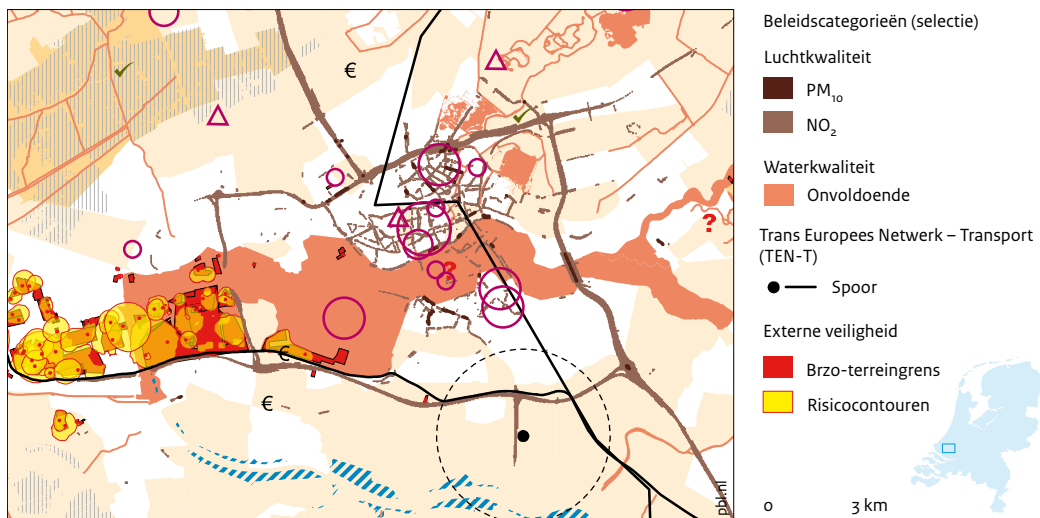 €
?
?
€
€
pbl.nl
Beleidscategorieën (selectie)
Luchtkwaliteit
PM₁₀
NO₂
Waterkwaliteit
Onvoldoende
Trans Europees Netwerk – Transport
(TEN-T)
Spoor
Externe veiligheid
Brzo-terreingrens
Risicocontouren
0 3 km